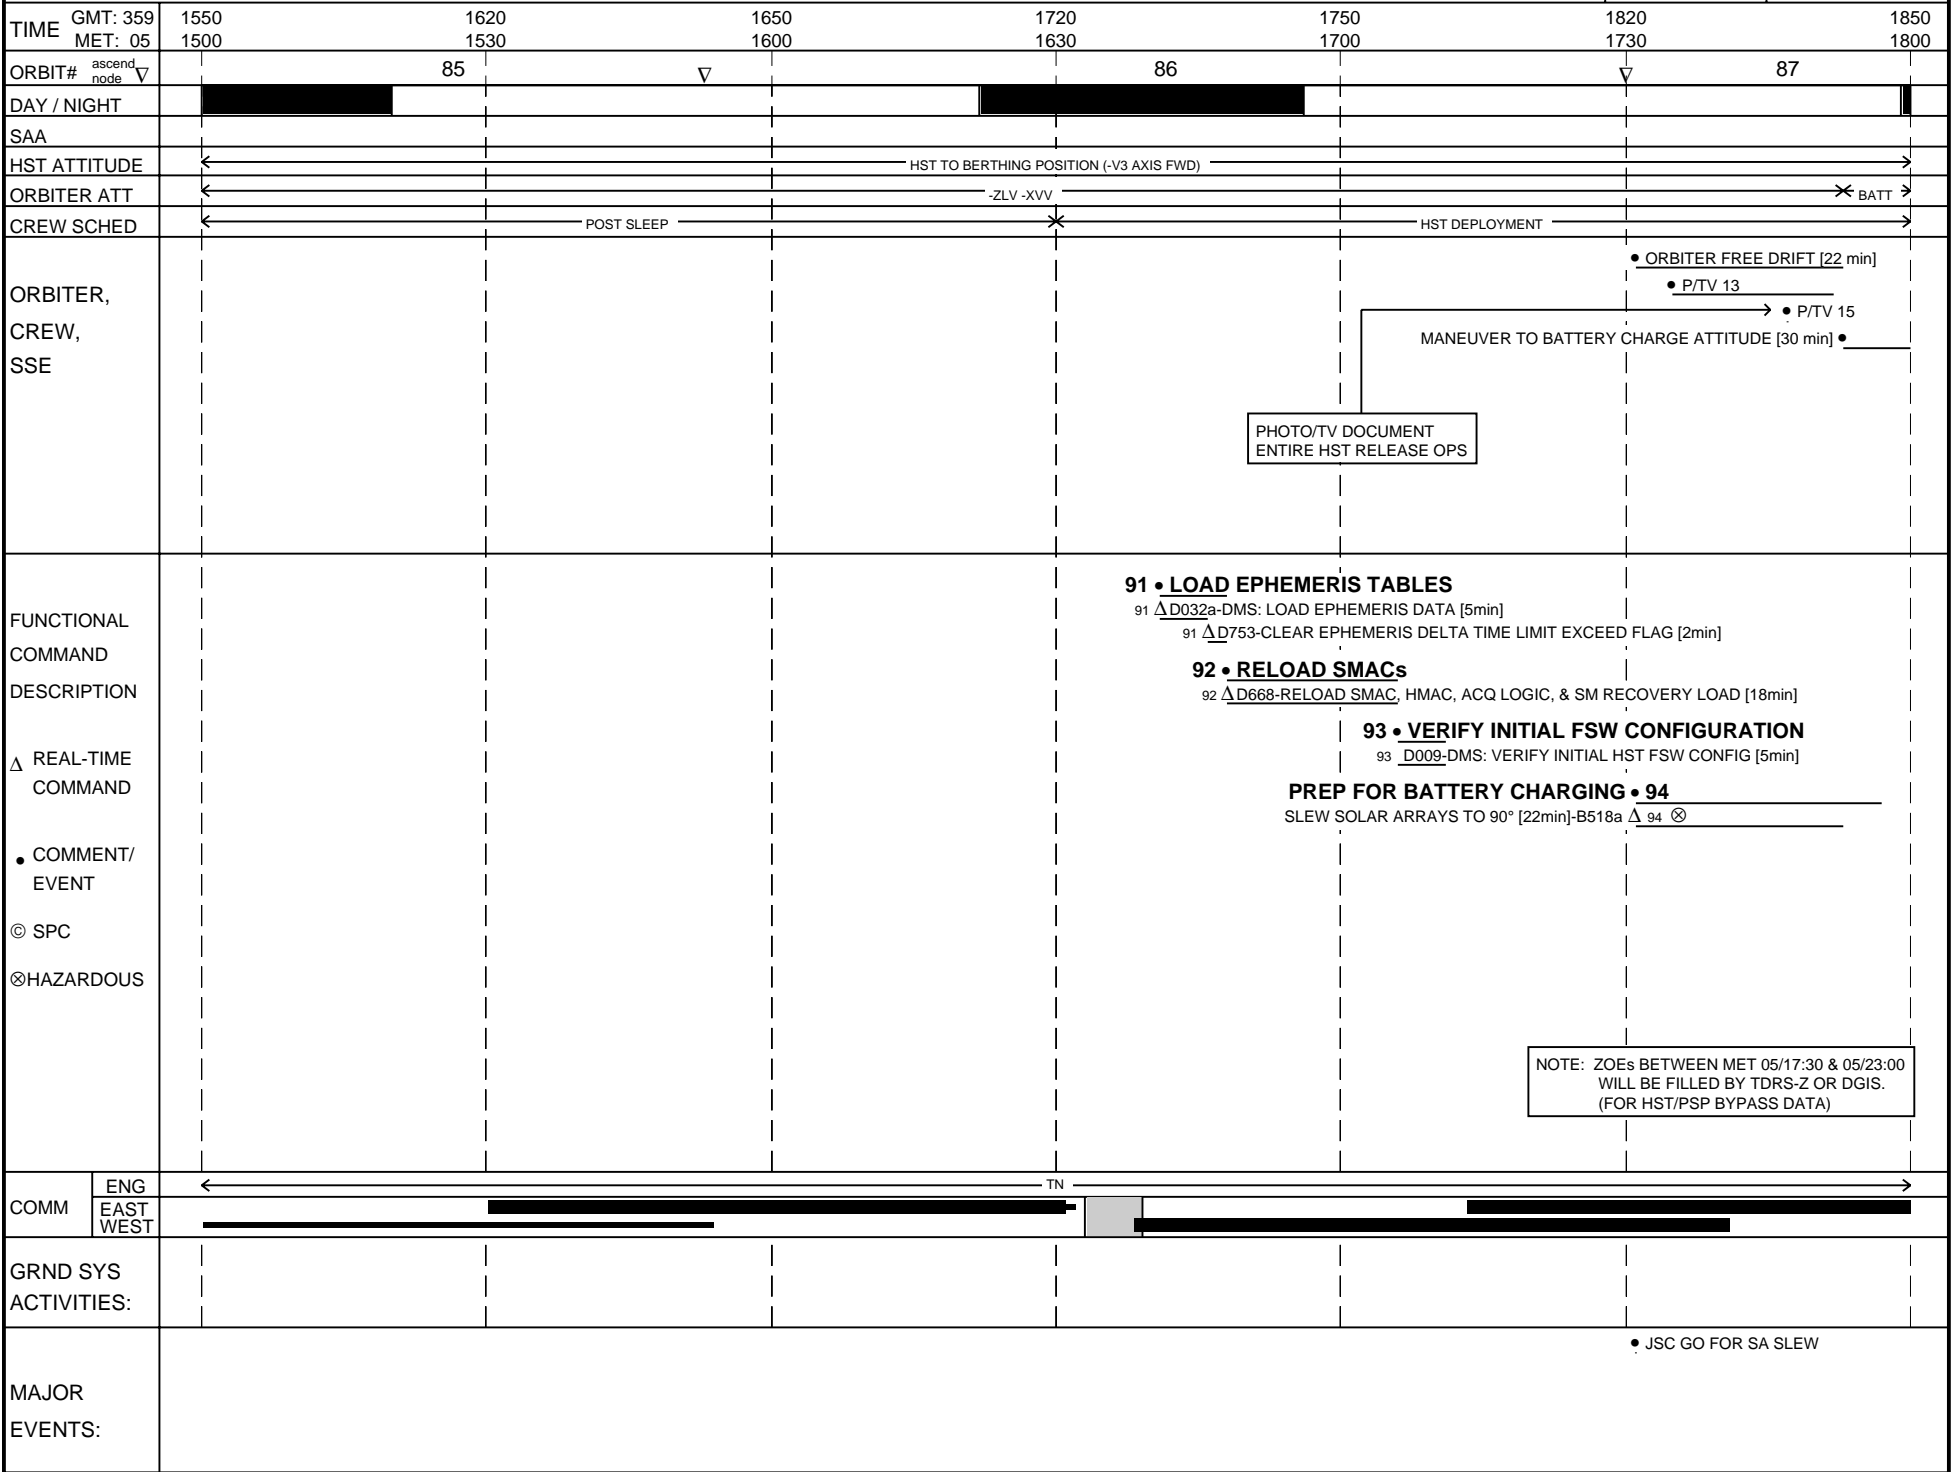 TIME GMT: 359 1550 1620 1650 1720 1750 1820 1850
MET: 05 1500 1530 1600 1630 1700 1730 1800
ORBIT# ascend node ∇ 85 ∇ 86 ∇ 87
DAY / NIGHT
SAA
HST ATTITUDE HST TO BERTHING POSITION (-V3 AXIS FWD)
ORBITER ATT -ZLV -XVV BATT
CREW SCHED POST SLEEP HST DEPLOYMENT
ORBITER,
CREW,
SSE
• ORBITER FREE DRIFT [22 min]
• P/TV 13
• P/TV 15
MANEUVER TO BATTERY CHARGE ATTITUDE [30 min] •
PHOTO/TV DOCUMENT
ENTIRE HST RELEASE OPS
FUNCTIONAL
COMMAND
DESCRIPTION
Δ REAL-TIME
COMMAND
• COMMENT/
EVENT
© SPC
⊗HAZARDOUS
91 • LOAD EPHEMERIS TABLES
91 Δ D032a-DMS: LOAD EPHEMERIS DATA [5min]
91 Δ D753-CLEAR EPHEMERIS DELTA TIME LIMIT EXCEED FLAG [2min]
92 • RELOAD SMACs
92 Δ D668-RELOAD SMAC, HMAC, ACQ LOGIC, & SM RECOVERY LOAD [18min]
93 • VERIFY INITIAL FSW CONFIGURATION
93 D009-DMS: VERIFY INITIAL HST FSW CONFIG [5min]
PREP FOR BATTERY CHARGING • 94
SLEW SOLAR ARRAYS TO 90° [22min]-B518a Δ 94 ⊗
NOTE: ZOEs BETWEEN MET 05/17:30 & 05/23:00
WILL BE FILLED BY TDRS-Z OR DGIS.
(FOR HST/PSP BYPASS DATA)
COMM
ENG TN
EAST
WEST
GRND SYS
ACTIVITIES:
• JSC GO FOR SA SLEW
MAJOR
EVENTS: